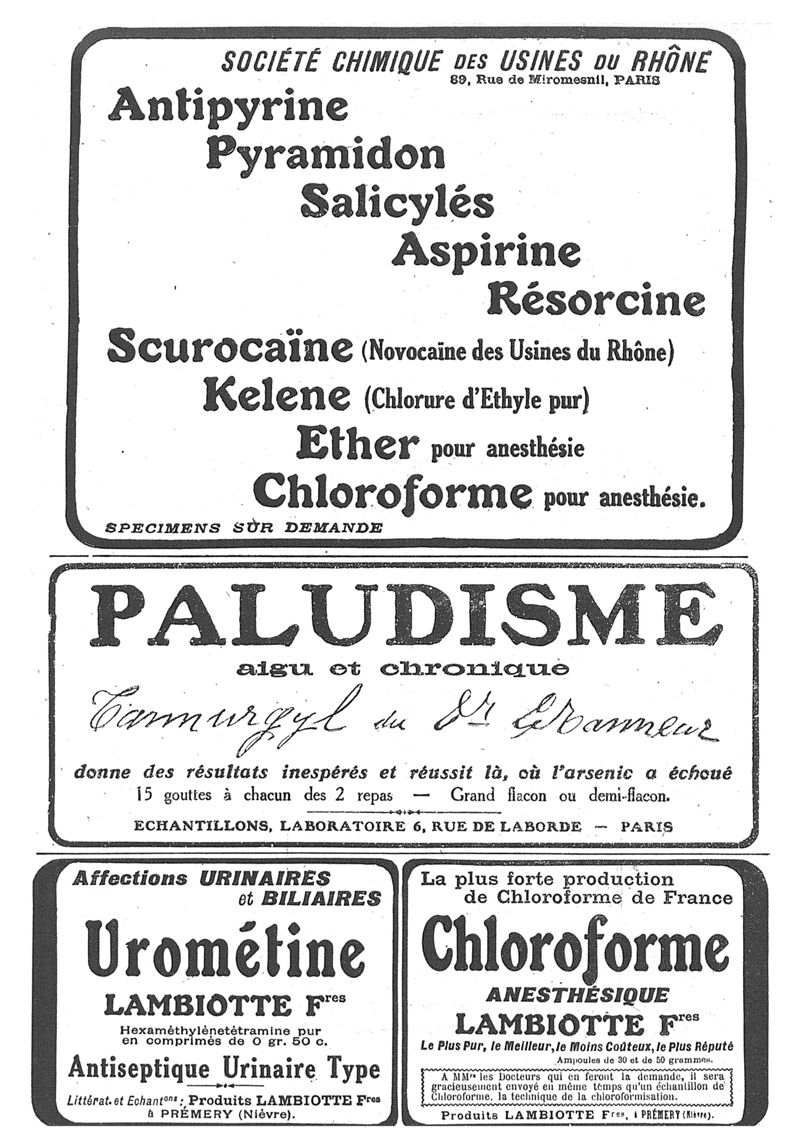 SOCIÉTÉ CHIMIQUE DES USINES DU RHÔNE
89, Rue de Miromesnil, PARIS
Antipyrine
Pyramidon
Salicylés
Aspirine
Résorcine
Scurocaïne (Novocaïne des Usines du Rhône)
Kelene (Chlorure d'Ethyle pur)
Ether pour anesthésie
Chloroforme pour anesthésie.
SPECIMENS SUR DEMANDE
PALUDISME
aigu et chronique
Tannurgyl du Dr Le Tanneur
donne des résultats inespérés et réussit là, où l'arsenic a échoué
15 gouttes à chacun des 2 repas — Grand flacon ou demi-flacon.
ECHANTILLONS, LABORATOIRE 6, RUE DE LABORDE — PARIS
Affections URINAIRES
et BILIAIRES
Urométine
LAMBIOTTE Fres
Hexaméthylènetétramine pur
en comprimés de 0 gr. 50 c.
Antiseptique Urinaire Type
Littérat. et Echantons : Produits LAMBIOTTE Fres
à PRÉMERY (Nièvre).
La plus forte production
de Chloroforme de France
Chloroforme
ANESTHÉSIQUE
LAMBIOTTE Fres
Le Plus Pur, le Meilleur, le Moins Coûteux, le Plus Réputé
Ampoules de 30 et de 50 grammes.
A MMrs les Docteurs qui en feront la demande, il sera
gracieusement envoyé en même temps qu'un échantillon de
Chloroforme, la technique de la chloroformisation.
Produits LAMBIOTTE Fres, à PRÉMERY (Nièv.).